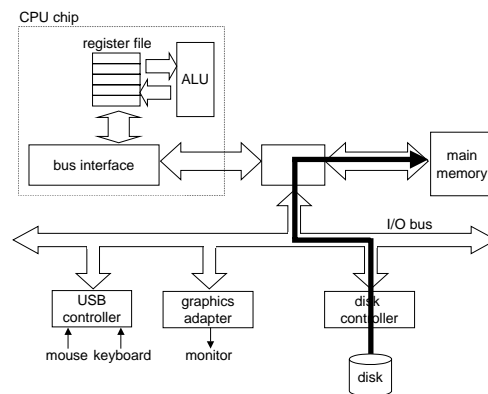 CPU chip
register file
ALU
bus interface
main
memory
I/O bus
USB
controller
graphics
adapter
disk
controller
mouse keyboard
monitor
disk